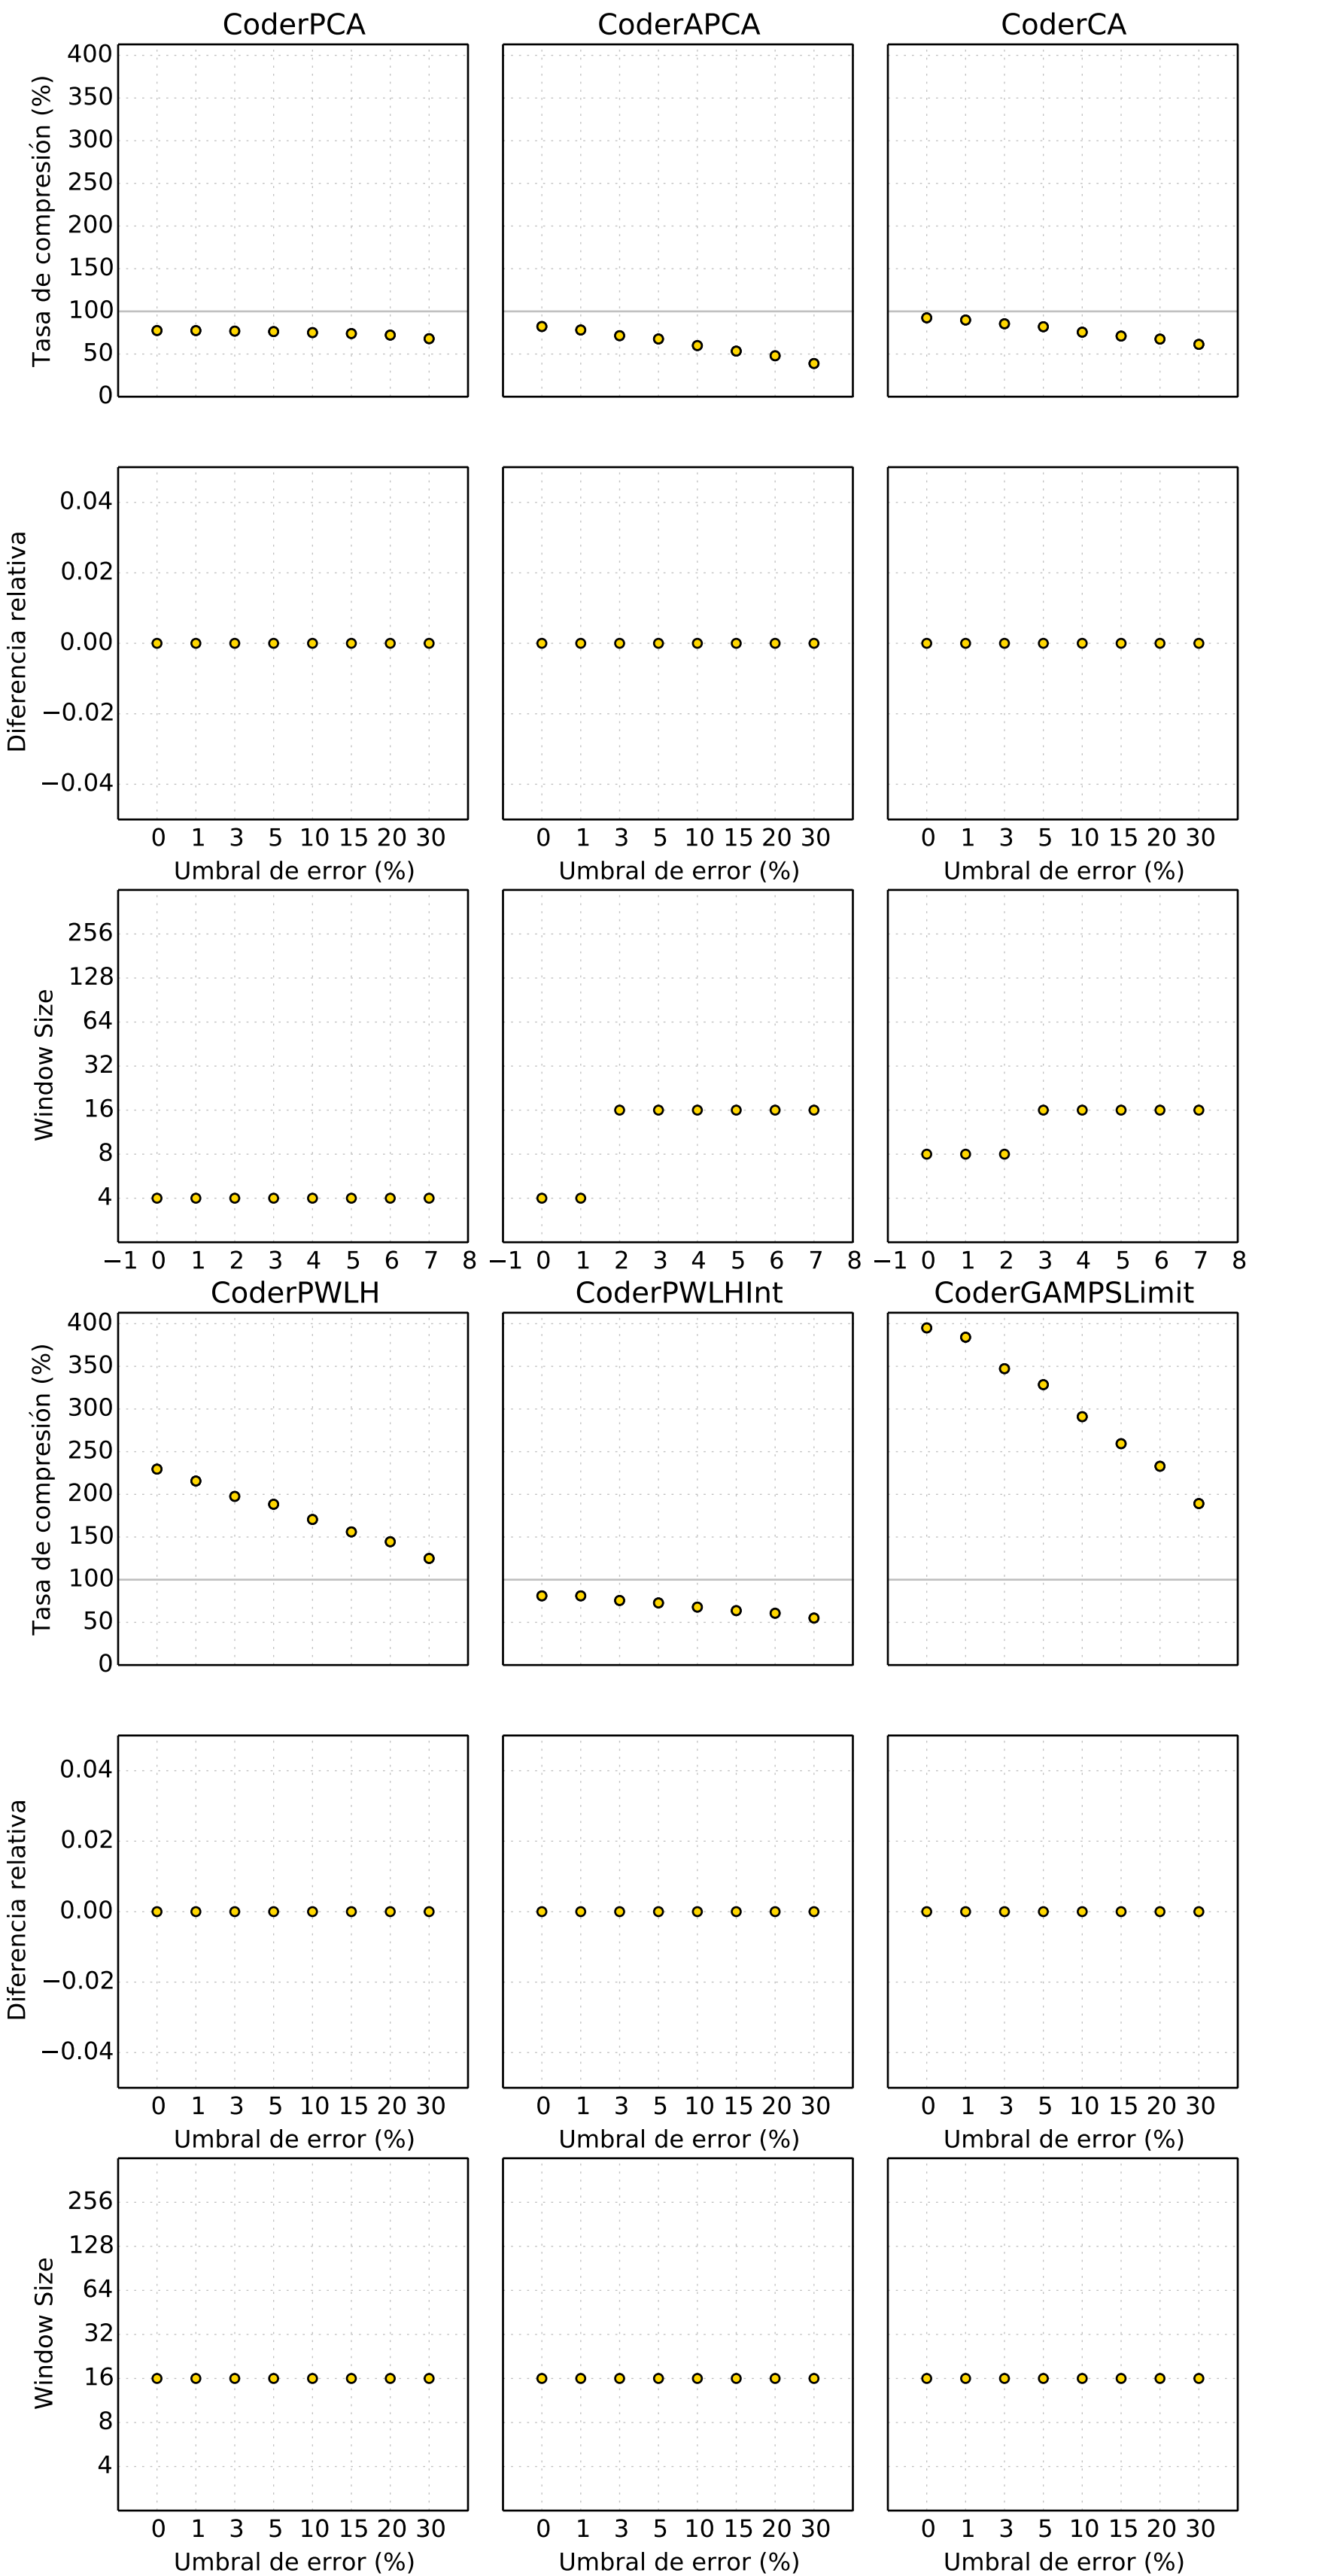 CoderPCA CoderAPCA CoderCA
Tasa de compresión (%)
400
350
300
250
200
150
100
50
0
Diferencia relativa
0.04
0.02
0.00
−0.02
−0.04
0 1 3 5 10 15 20 30 0 1 3 5 10 15 20 30 0 1 3 5 10 15 20 30
Umbral de error (%) Umbral de error (%) Umbral de error (%)
Window Size
256
128
64
32
16
8
4
−1 0 1 2 3 4 5 6 7 8 −1 0 1 2 3 4 5 6 7 8 −1 0 1 2 3 4 5 6 7 8
CoderPWLH CoderPWLHInt CoderGAMPSLimit
Tasa de compresión (%)
400
350
300
250
200
150
100
50
0
Diferencia relativa
0.04
0.02
0.00
−0.02
−0.04
0 1 3 5 10 15 20 30 0 1 3 5 10 15 20 30 0 1 3 5 10 15 20 30
Umbral de error (%) Umbral de error (%) Umbral de error (%)
Window Size
256
128
64
32
16
8
4
0 1 3 5 10 15 20 30 0 1 3 5 10 15 20 30 0 1 3 5 10 15 20 30
Umbral de error (%) Umbral de error (%) Umbral de error (%)